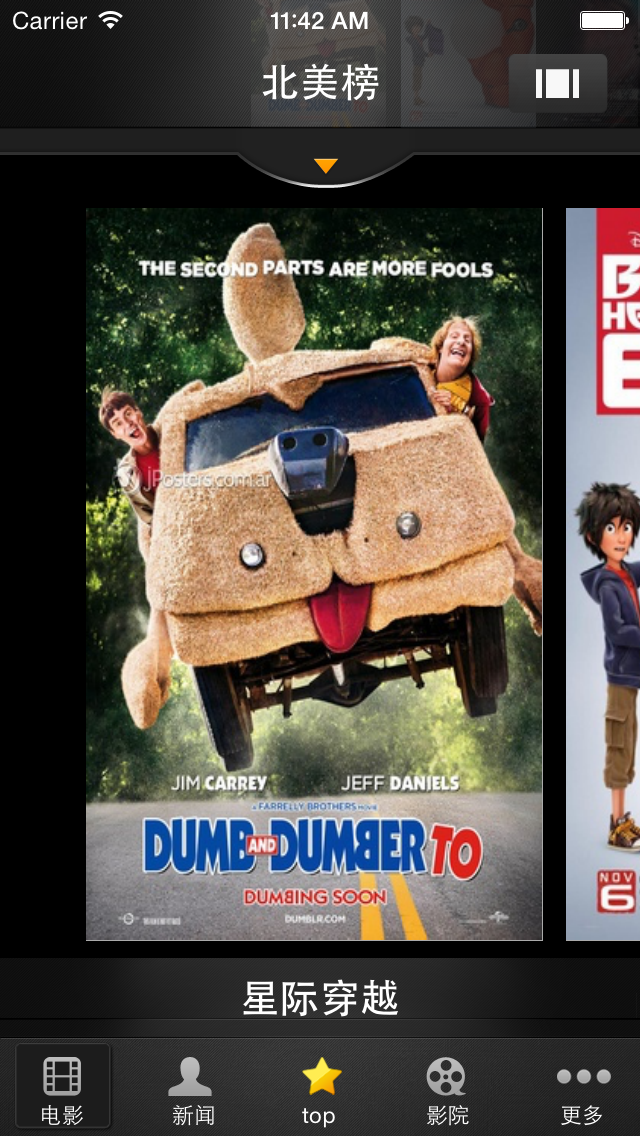 Carrier
11:42 AM
北美榜
THE SECOND PARTS ARE MORE FOOLS
jPosters.com.ar
JIM CARREY
JEFF DANIELS
A FARRELLY BROTHERS MOVIE
DUMB AND DUMBER TO
DUMBING SOON
DUMBLR.COM
NOV
6
星际穿越
电影
新闻
top
影院
更多